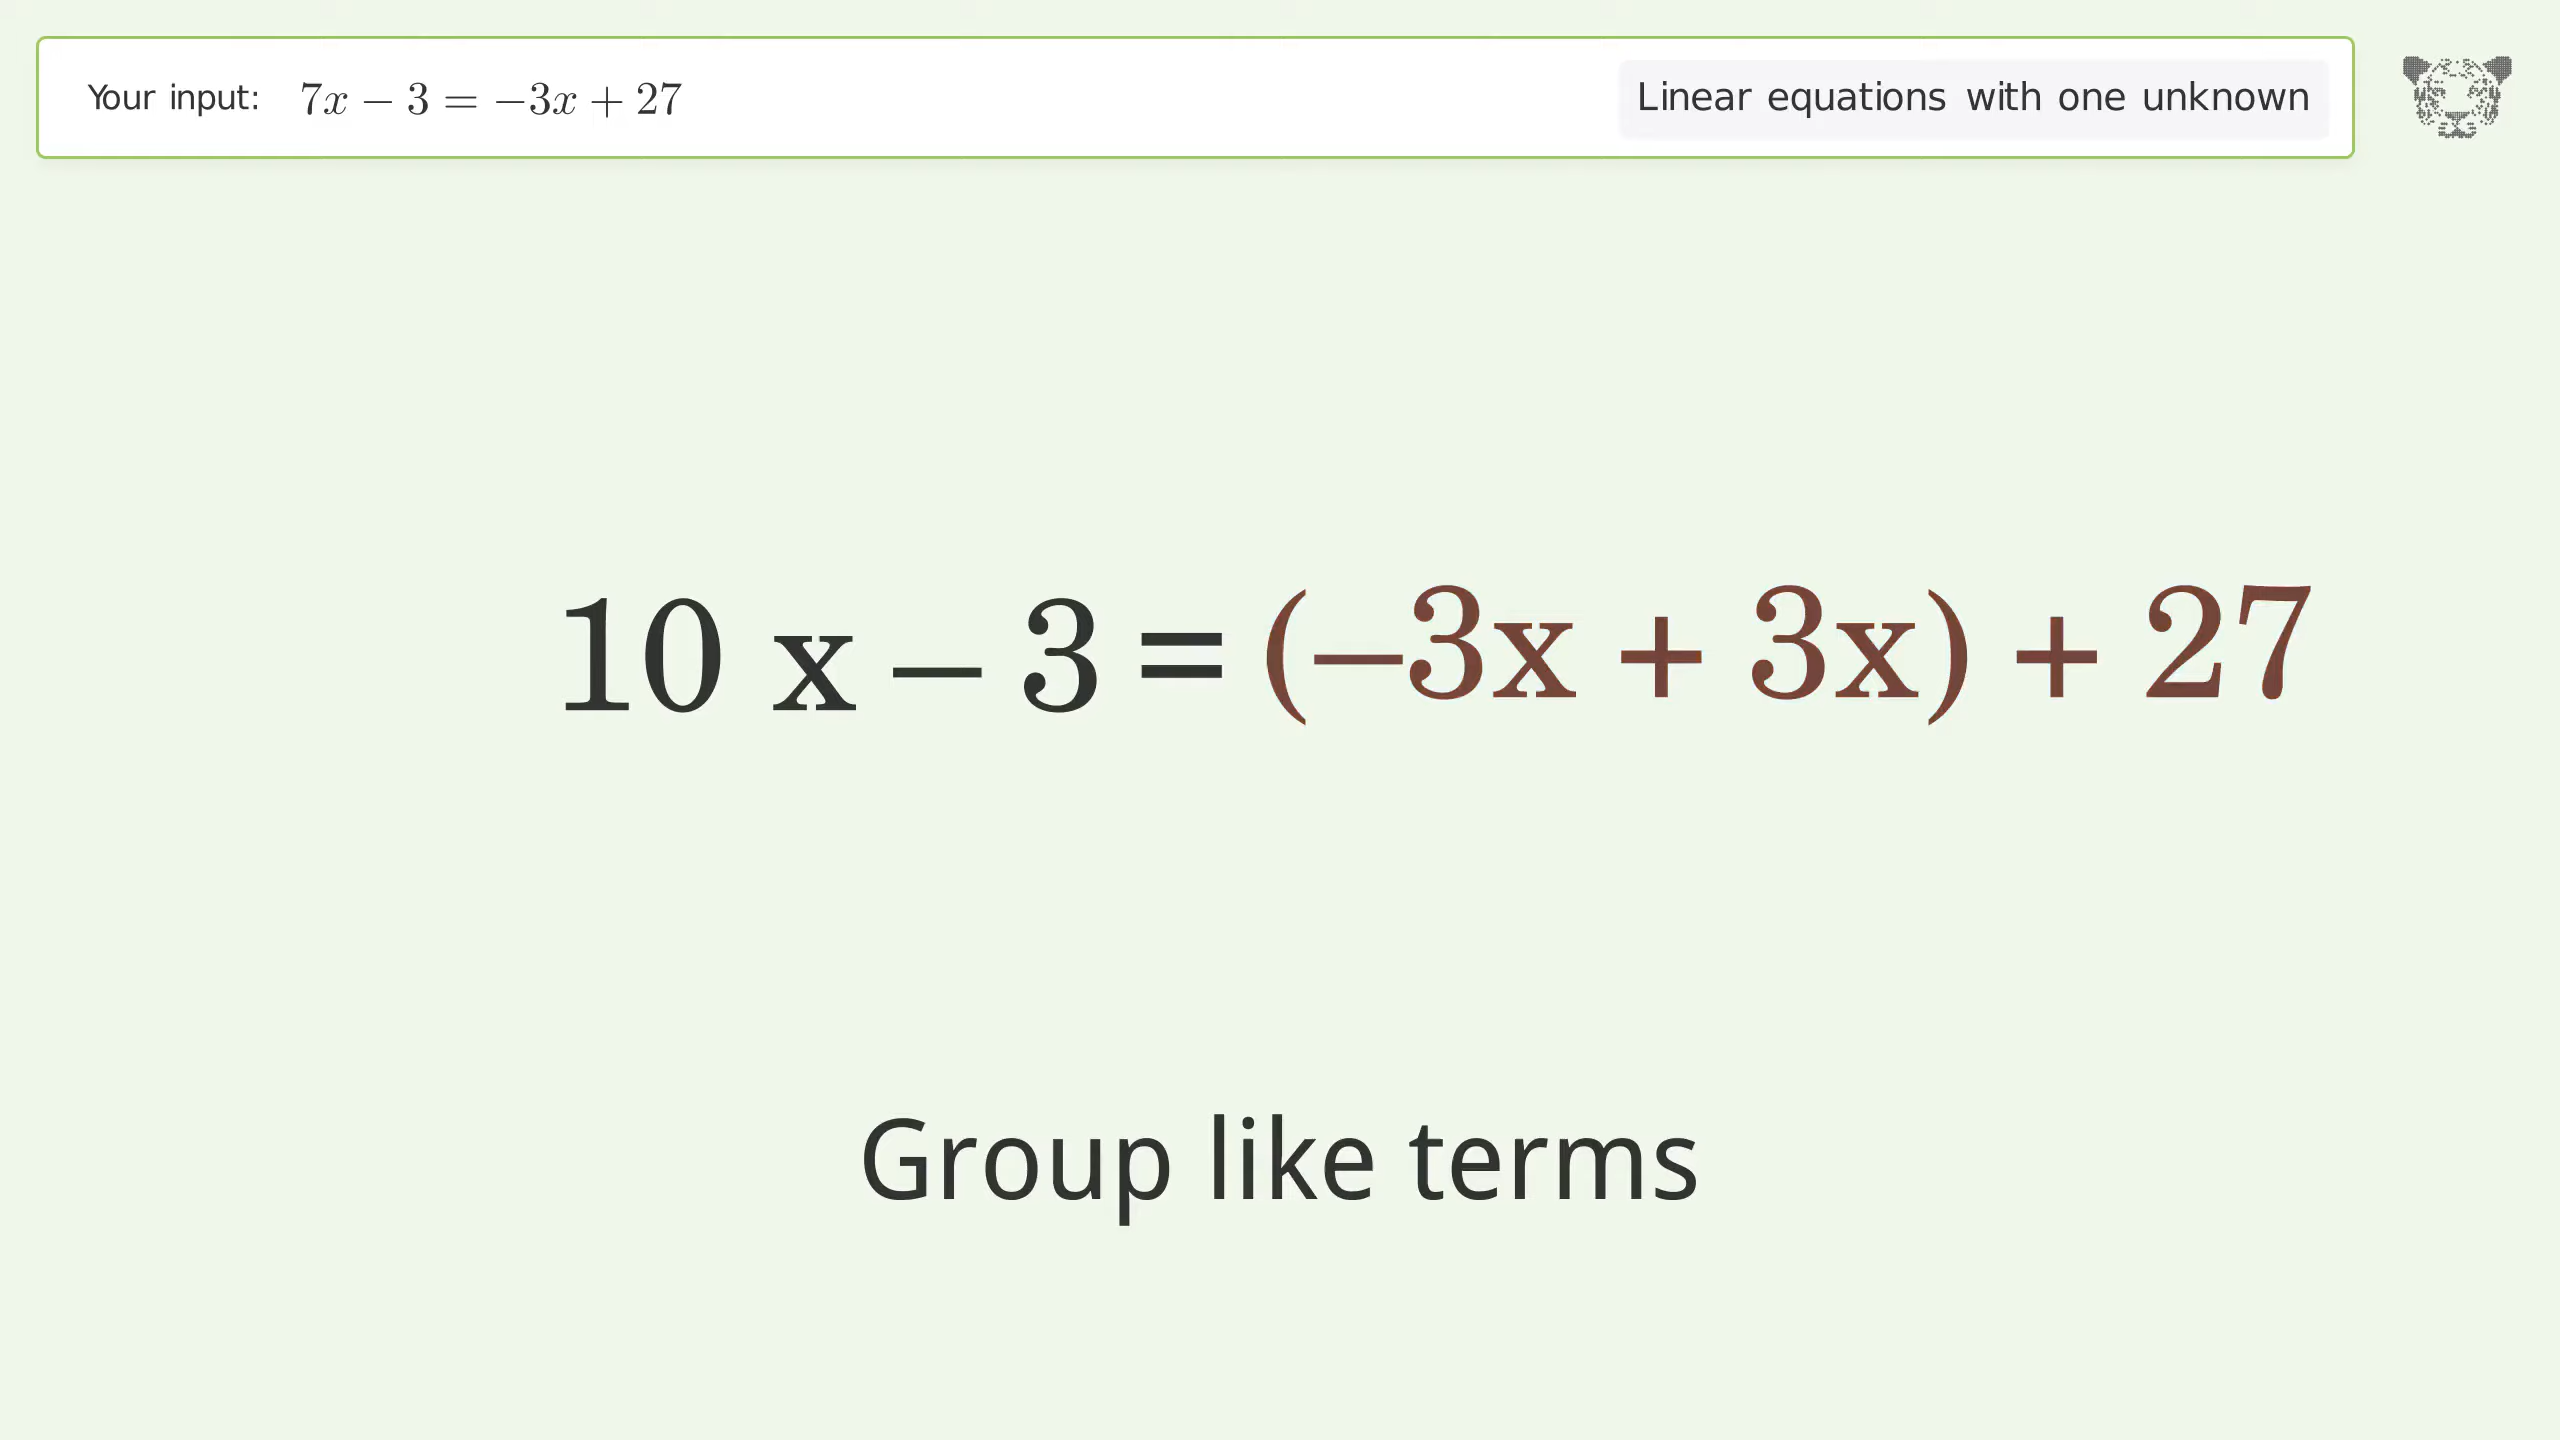 Your input: 7x − 3 = −3x + 27
Linear equations with one unknown
10 x − 3 = (−3x + 3x) + 27
Group like terms